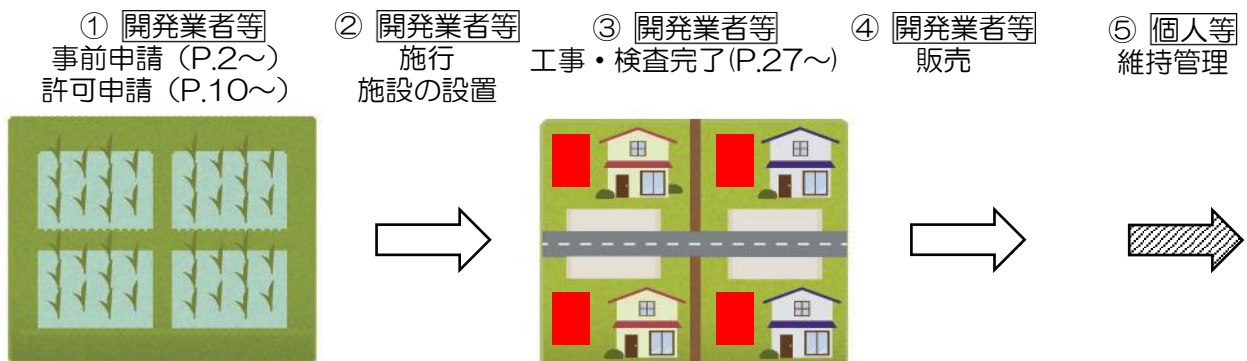 ① 開発業者等
事前申請（P.2～）
許可申請（P.10～）
② 開発業者等
施行
施設の設置
③ 開発業者等
工事・検査完了(P.27～)
④ 開発業者等
販売
⑤ 個人等
維持管理